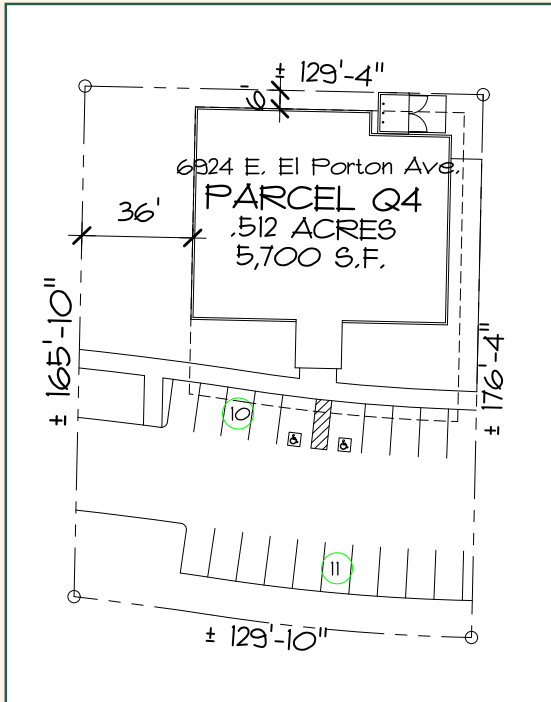 ± 129'-4"
6'
6924 E. El Porton Ave.
PARCEL Q4
.512 ACRES
5,700 S.F.
36'
± 165'-10"
± 176'-4"
10
11
± 129'-10"